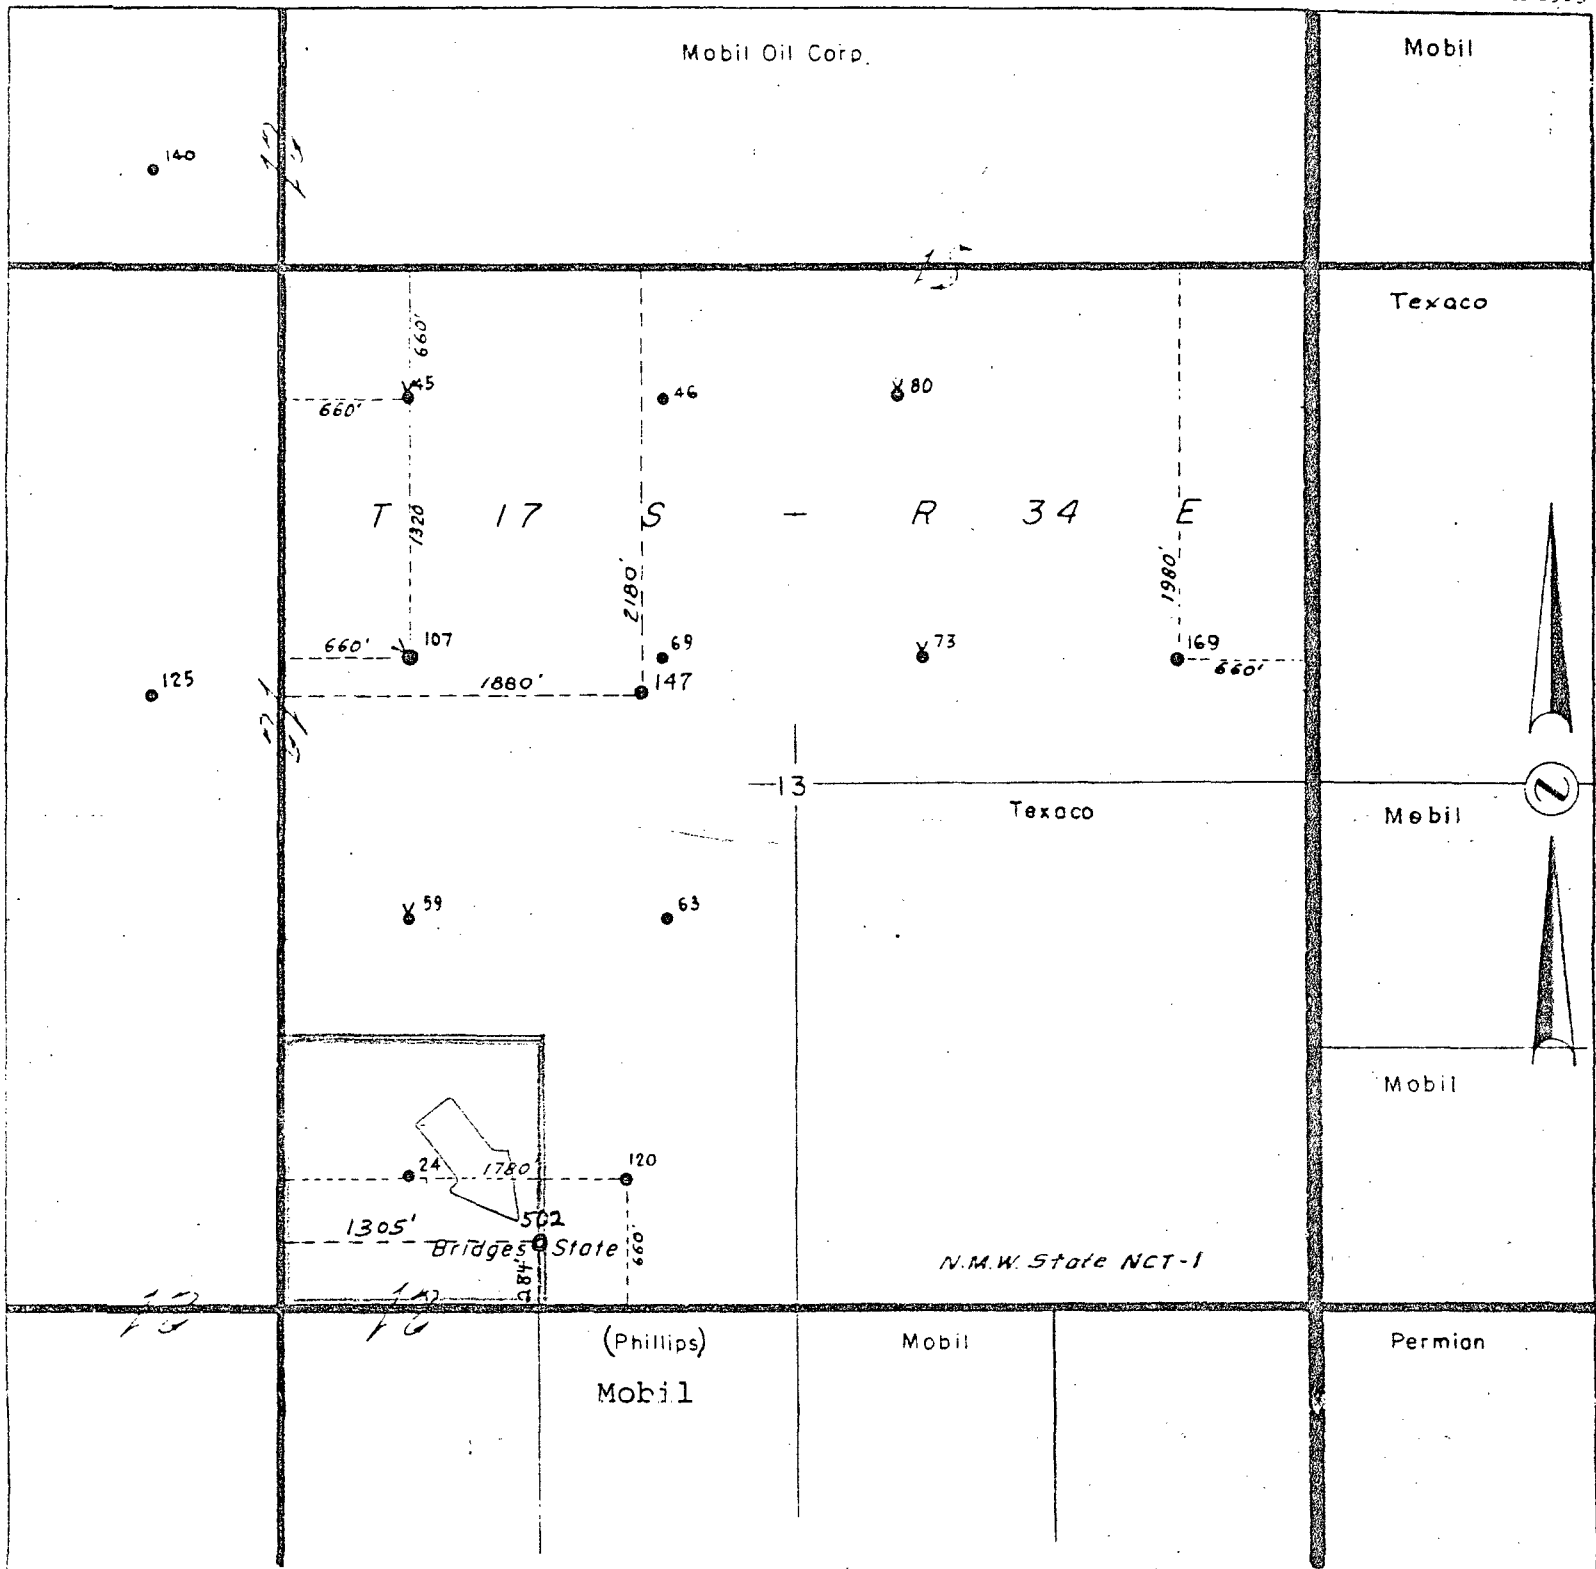 Mobil Oil Corp.
Mobil
140
Texaco
660'
45
660'
46
80
T 17 S - R 34 E
1320'
2180'
1980'
660'
107
69
73
169
660'
125
1880'
147
13
Texaco
Mobil
59
63
Mobil
24
1780'
120
502
1305'
Bridges State
660'
284'
N.M.W. State NCT-1
(Phillips)
Mobil
Permian
Mobil